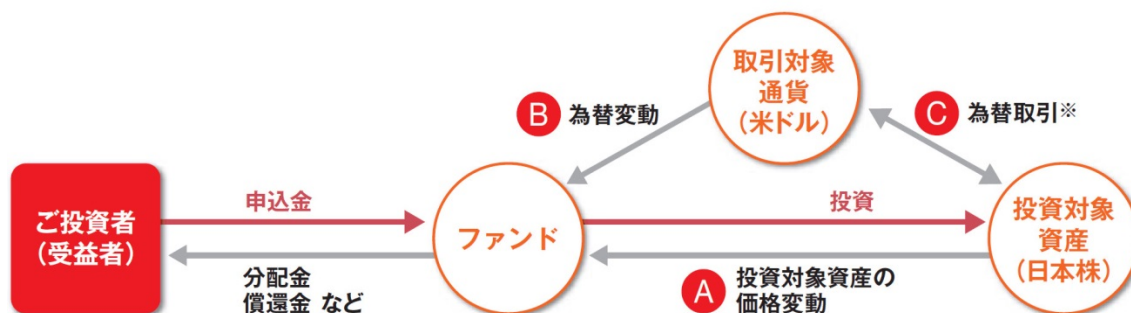 取引対象
通貨
（米ドル）
B 為替変動
C 為替取引※
ご投資者
（受益者）
申込金
ファンド
投資
投資対象
資産
（日本株）
分配金
償還金 など
A 投資対象資産の
価格変動